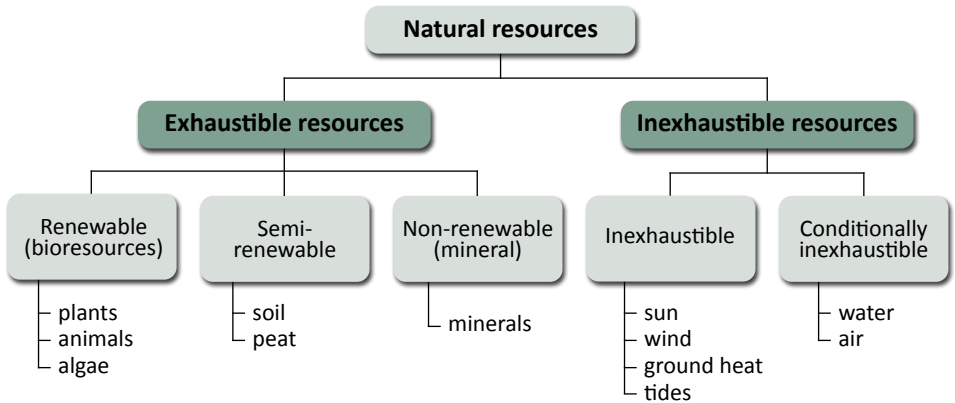 Natural resources
Exhaustible resources
Inexhaustible resources
Renewable
(bioresources)
Semi-
renewable
Non-renewable
(mineral)
Inexhaustible
Conditionally
inexhaustible
plants
animals
algae
soil
peat
minerals
sun
wind
ground heat
tides
water
air